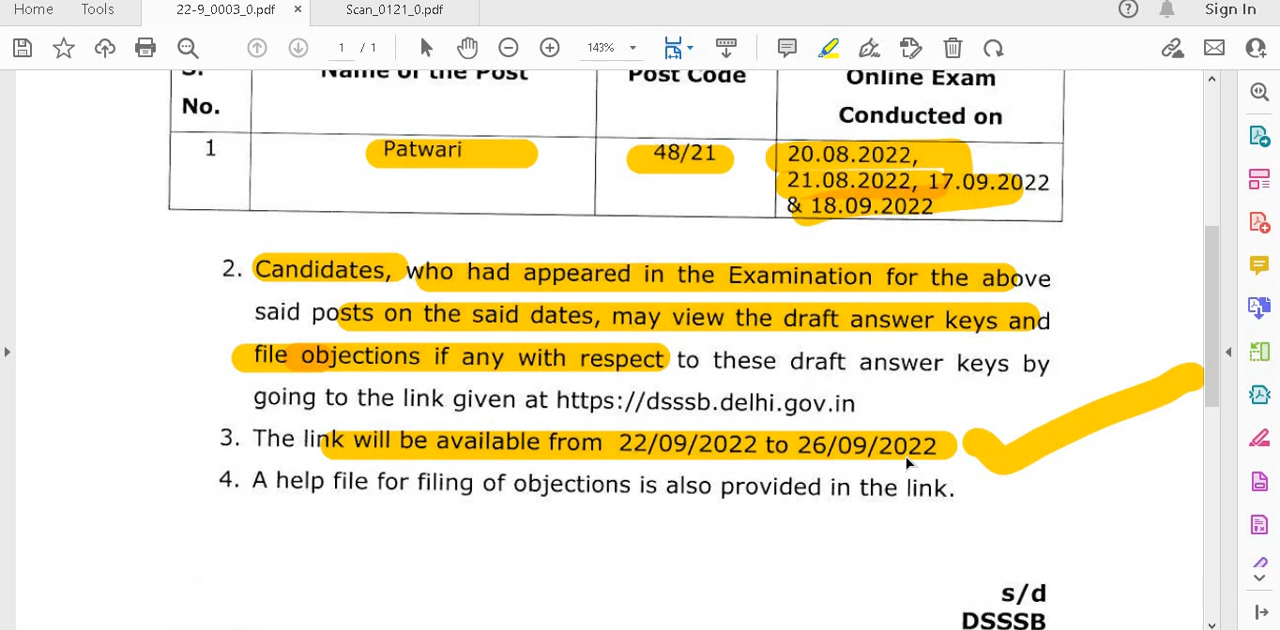 Home Tools 22-9_0003_0.pdf × Scan_0121_0.pdf Sign In
1 / 1 143%
S. Name of the Post Post Code Online Exam
No. Conducted on
1 Patwari 48/21 20.08.2022,
21.08.2022, 17.09.2022
& 18.09.2022
2. Candidates, who had appeared in the Examination for the above
said posts on the said dates, may view the draft answer keys and
file objections if any with respect to these draft answer keys by
going to the link given at https://dsssb.delhi.gov.in
3. The link will be available from 22/09/2022 to 26/09/2022
4. A help file for filing of objections is also provided in the link.
s/d
DSSSB